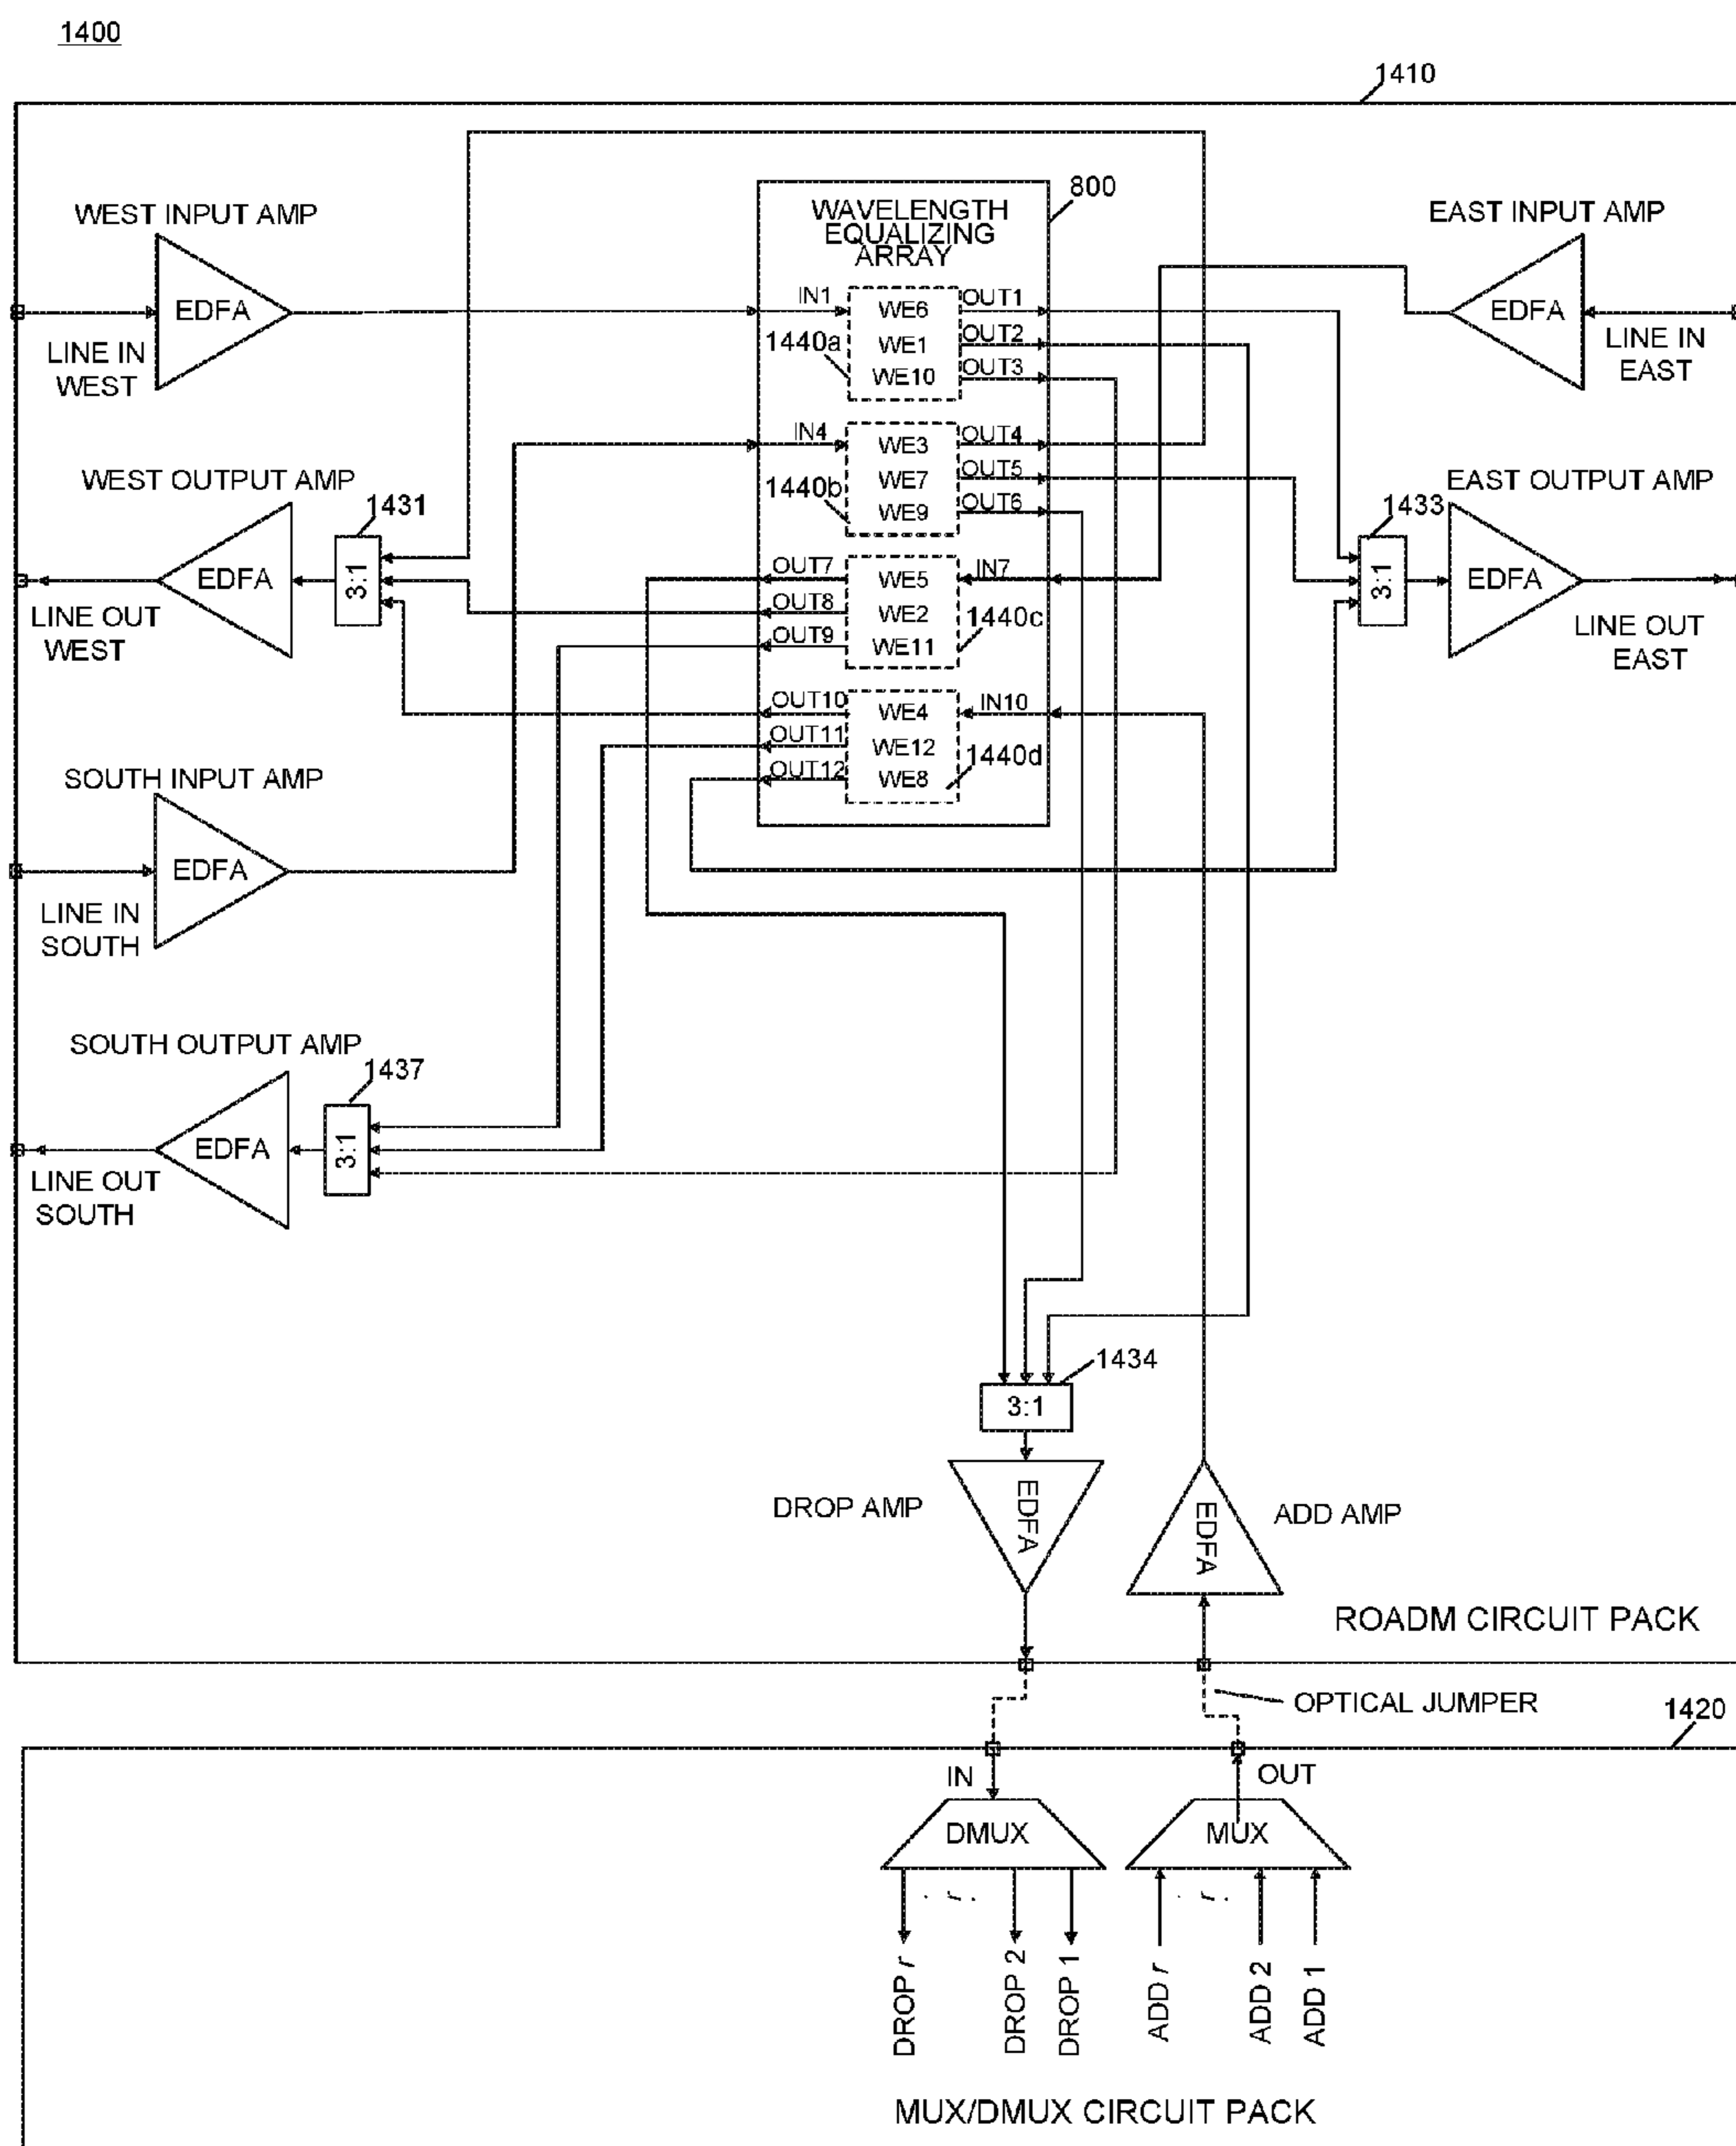 1400
1410
800
WEST INPUT AMP
EDFA
LINE IN
WEST
WAVELENGTH
EQUALIZING
ARRAY
EAST INPUT AMP
EDFA
LINE IN
EAST
IN1
WE6
OUT1
1440a
WE1
OUT2
WE10
OUT3
IN4
WE3
OUT4
1440b
WE7
OUT5
WE9
OUT6
OUT7
WE5
IN7
OUT8
WE2
1440c
OUT9
WE11
OUT10
WE4
IN10
OUT11
WE12
1440d
OUT12
WE8
WEST OUTPUT AMP
1431
EDFA
3:1
LINE OUT
WEST
EAST OUTPUT AMP
1433
3:1
EDFA
LINE OUT
EAST
SOUTH INPUT AMP
EDFA
LINE IN
SOUTH
SOUTH OUTPUT AMP
1437
EDFA
3:1
LINE OUT
SOUTH
1434
3:1
DROP AMP
EDFA
EDFA
ADD AMP
ROADM CIRCUIT PACK
OPTICAL JUMPER
1420
IN
OUT
DMUX
MUX
r
r
DROP r
DROP 2
DROP 1
ADD r
ADD 2
ADD 1
MUX/DMUX CIRCUIT PACK